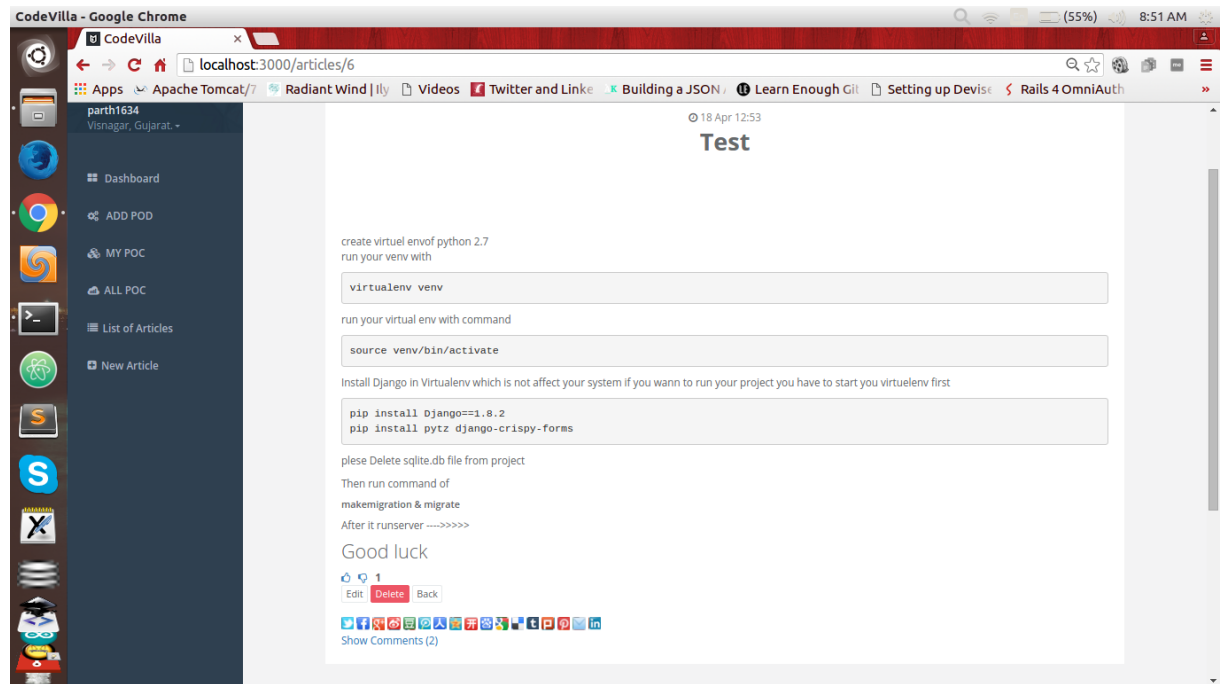 CodeVilla - Google Chrome
(55%) 8:51 AM
CodeVilla ×
localhost:3000/articles/6
Apps Apache Tomcat/7 Radiant Wind | Ily Videos Twitter and Linke Building a JSON Learn Enough Git Setting up Devise Rails 4 OmniAuth »
parth1634
Visnagar, Gujarat.
Dashboard
ADD POD
MY POC
ALL POC
List of Articles
New Article
18 Apr 12:53
Test
create virtuel envof python 2.7
run your venv with
virtualenv venv
run your virtual env with command
source venv/bin/activate
Install Django in Virtualenv which is not affect your system if you wann to run your project you have to start you virtuelenv first
pip install Django==1.8.2
pip install pytz django-crispy-forms
plese Delete sqlite.db file from project
Then run command of
makemigration & migrate
After it runserver ---->>>>>
Good luck
1
Edit Delete Back
Show Comments (2)